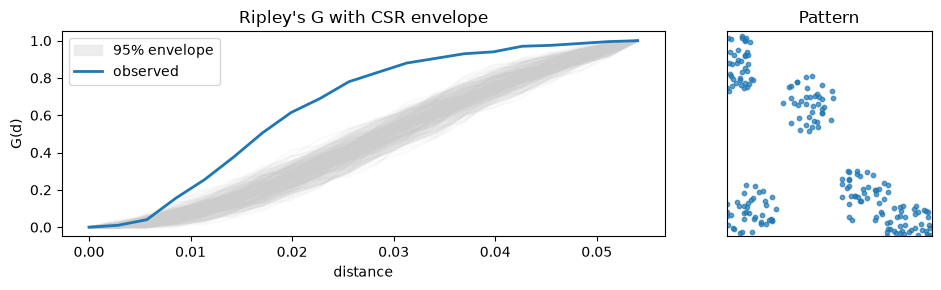 Ripley's G with CSR envelope
Pattern
95% envelope
observed
G(d)
1.0
0.8
0.6
0.4
0.2
0.0
0.00 0.01 0.02 0.03 0.04 0.05
distance